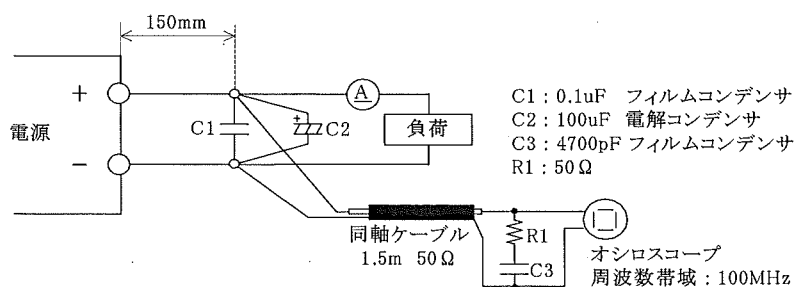 150mm
+
電源
−
C1
+
C2
A
負荷
C1：0.1uF フィルムコンデンサ
C2：100uF 電解コンデンサ
C3：4700pF フィルムコンデンサ
R1：50Ω
同軸ケーブル
1.5m 50Ω
R1
C3
オシロスコープ
周波数帯域：100MHz